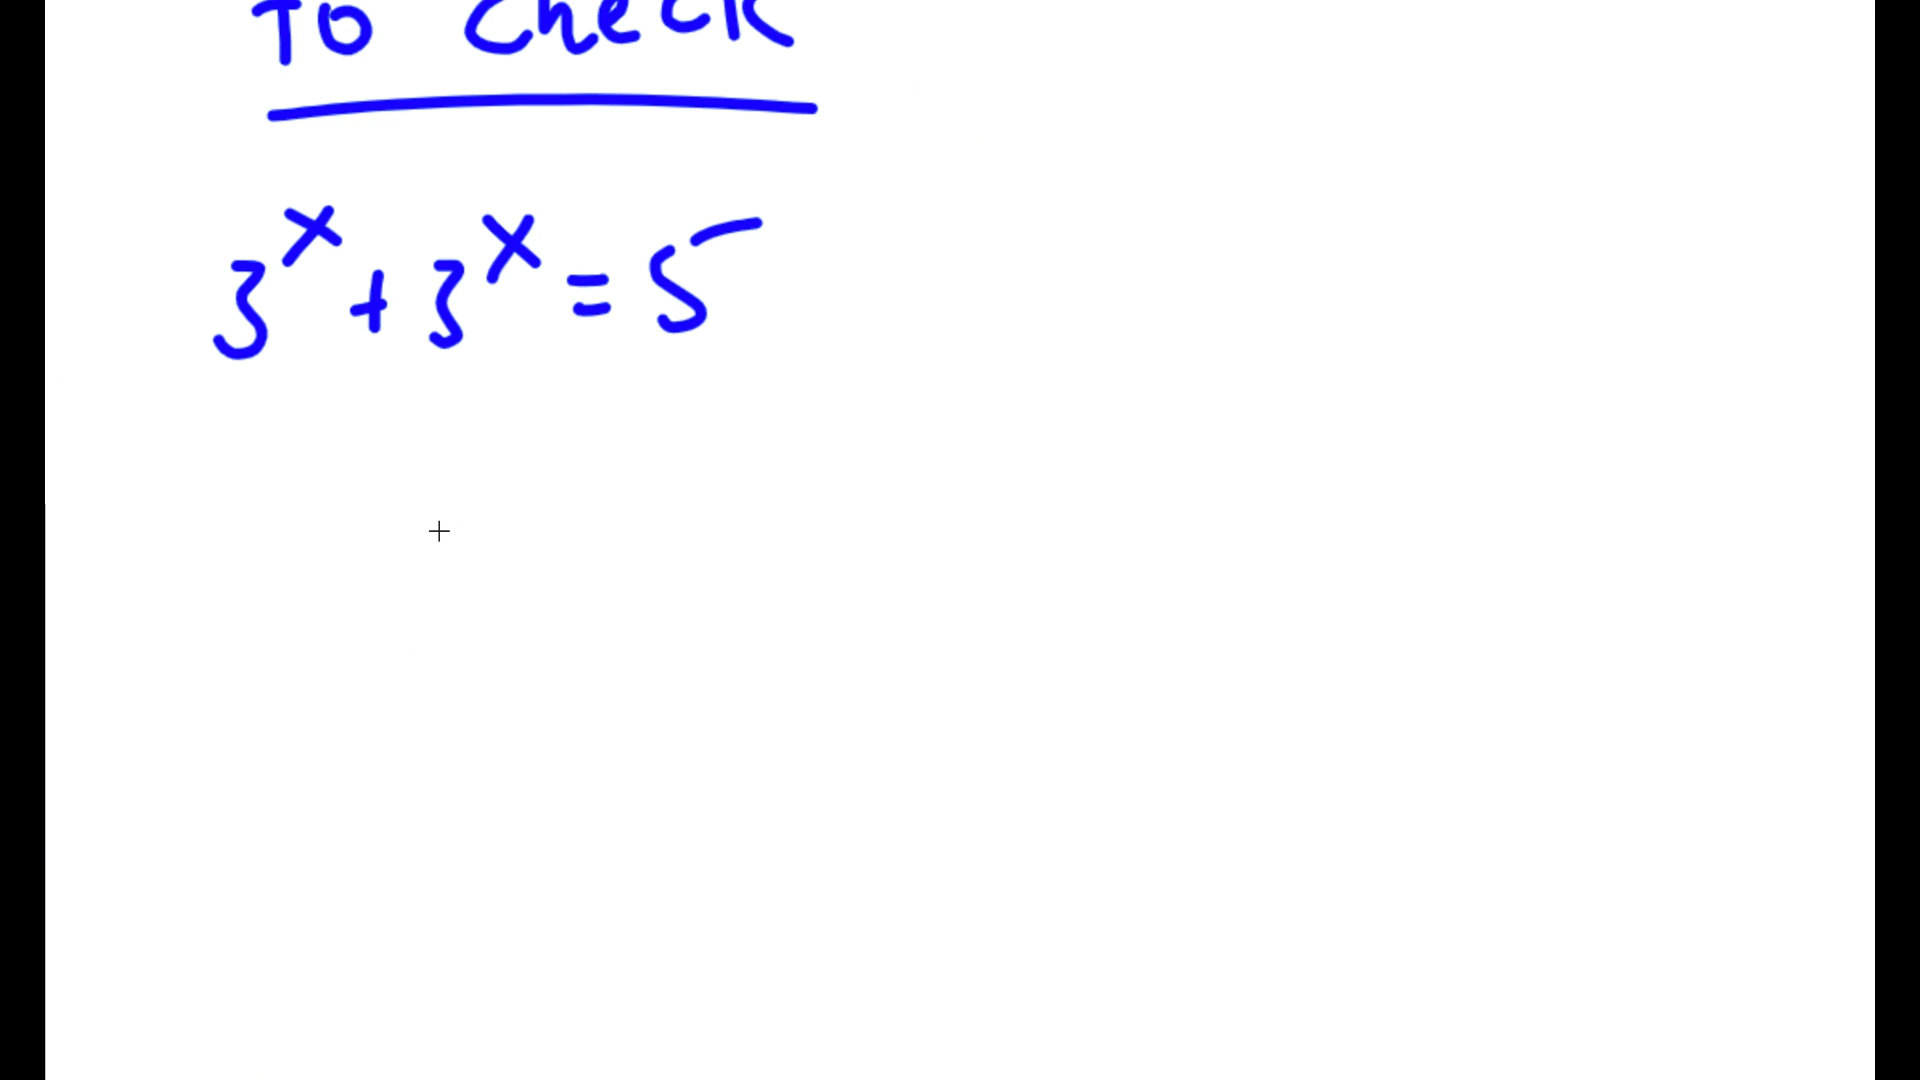 To check
3^x + 3^x = 5